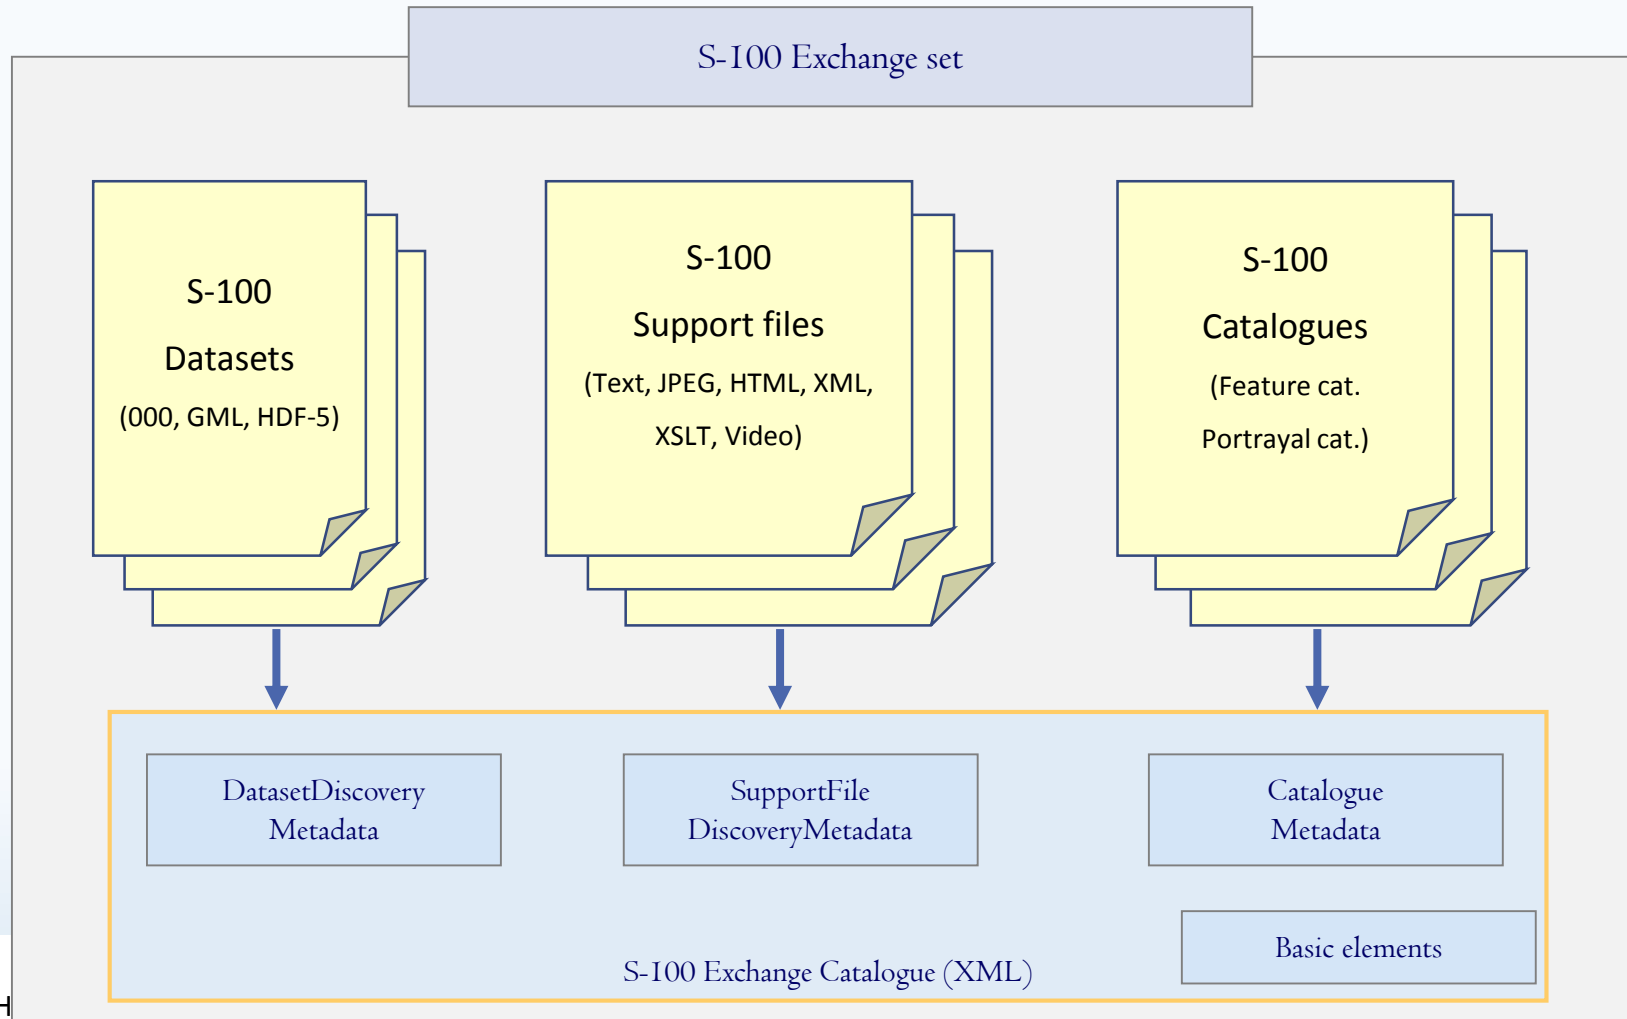 S-100 Exchange set
S-100
Datasets
(000, GML, HDF-5)
S-100
Support files
(Text, JPEG, HTML, XML,
XSLT, Video)
S-100
Catalogues
(Feature cat.
Portrayal cat.)
DatasetDiscovery
Metadata
SupportFile
DiscoveryMetadata
Catalogue
Metadata
Basic elements
S-100 Exchange Catalogue (XML)